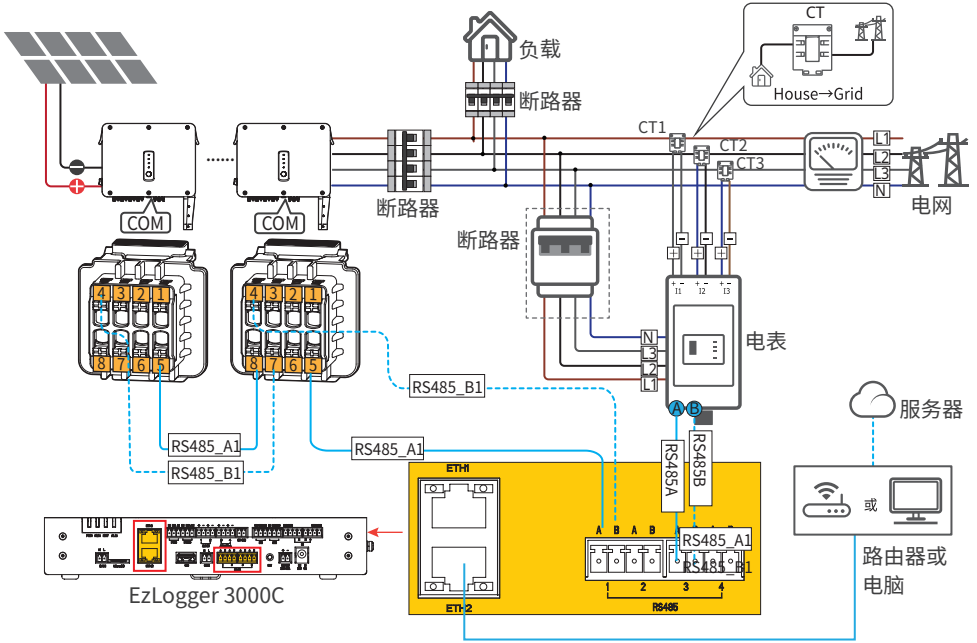 CT
House→Grid
负载
断路器
CT1
CT2
CT3
L1
L2
L3
N
电网
断路器
COM
COM
断路器
+
-
+
-
+
-
+ -
+ -
+ -
I1
I2
I3
电表
N
L3
L2
L1
4
3
2
1
8
7
6
5
4
3
2
1
8
7
6
5
A
B
RS485_B1
RS485_A1
RS485_A1
RS485_B1
RS485A
RS485B
服务器
或
路由器或
电脑
ETH1
ETH2
A
B
A
B
RS485_A1
RS485_B1
1
2
3
4
RS485
EzLogger 3000C